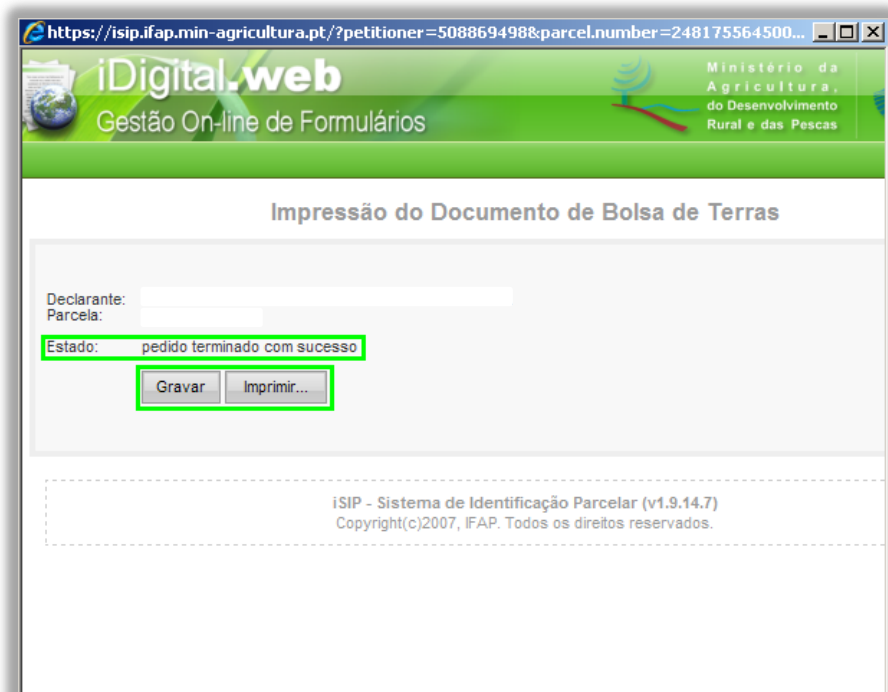 https://isip.ifap.min-agricultura.pt/?petitioner=508869498&parcel.number=248175564500...
iDigital.web
Gestão On-line de Formulários
Ministério da
Agricultura,
do Desenvolvimento
Rural e das Pescas
Impressão do Documento de Bolsa de Terras
Declarante:
Parcela:
Estado: pedido terminado com sucesso
Gravar Imprimir...
iSIP - Sistema de Identificação Parcelar (v1.9.14.7)
Copyright(c)2007, IFAP. Todos os direitos reservados.